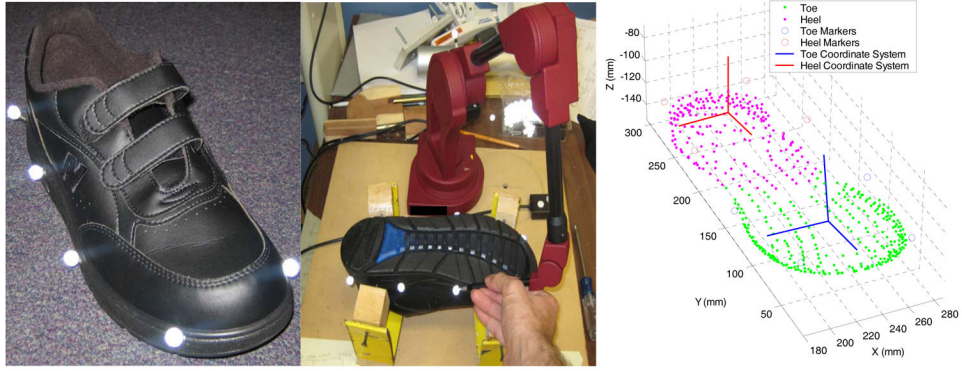 Toe
Heel
Toe Markers
Heel Markers
Toe Coordinate System
Heel Coordinate System
Z (mm)
-80
-100
-120
-140
300
250
200
150
100
50
Y (mm)
180
200
220
240
260
280
X (mm)